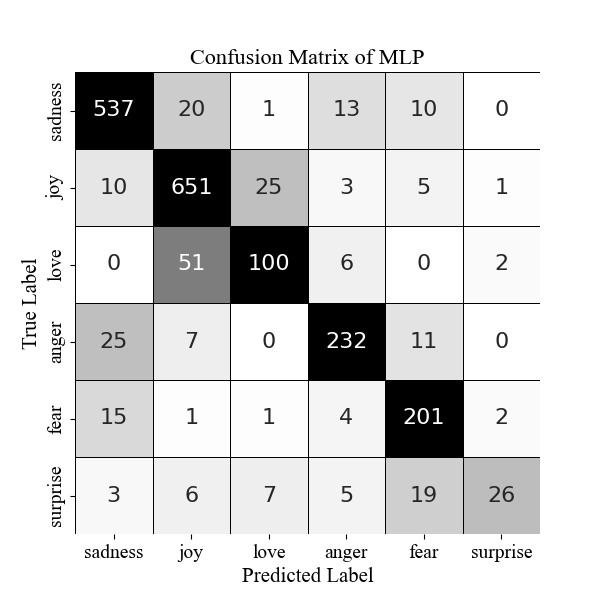 Confusion Matrix of MLP
sadness 537 20 1 13 10 0
joy 10 651 25 3 5 1
love 0 51 100 6 0 2
anger 25 7 0 232 11 0
fear 15 1 1 4 201 2
surprise 3 6 7 5 19 26
True Label
sadness joy love anger fear surprise
Predicted Label